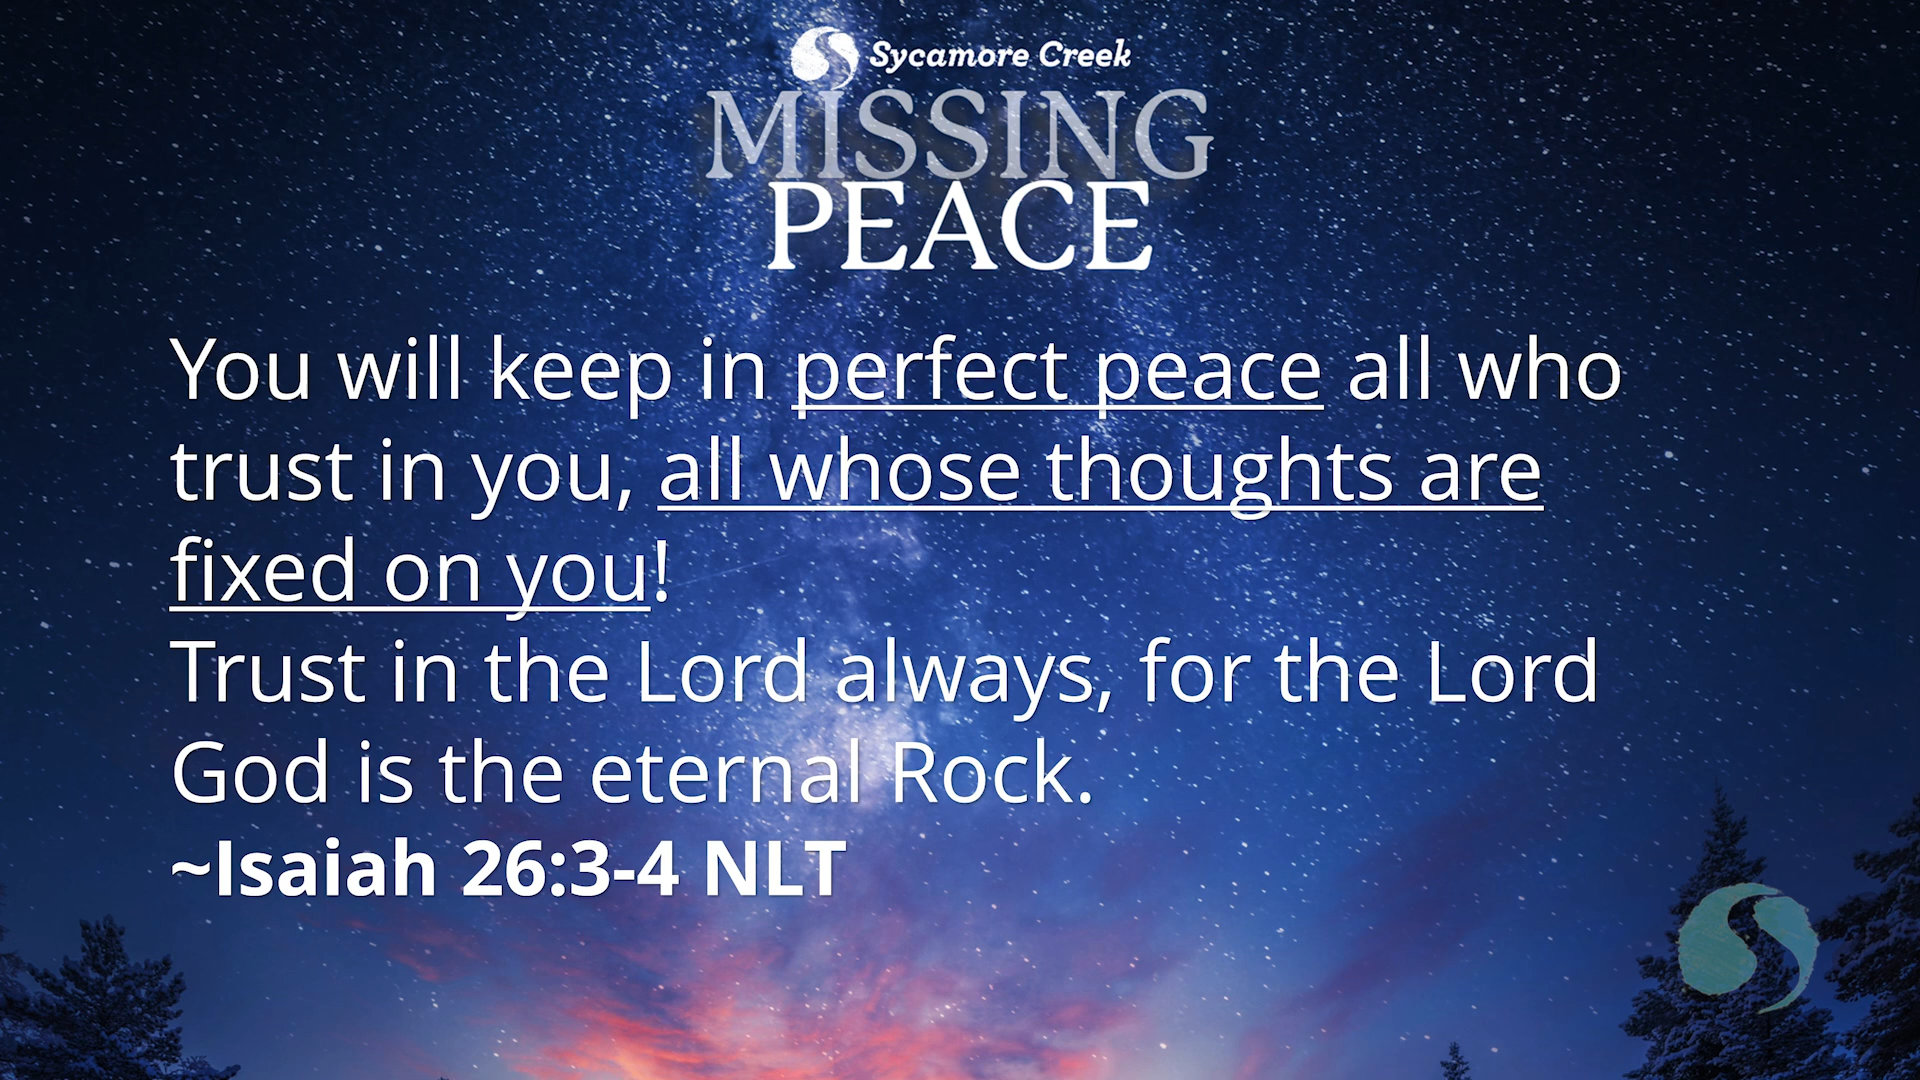 Sycamore Creek
MISSING
PEACE
You will keep in perfect peace all who
trust in you, all whose thoughts are
fixed on you!
Trust in the Lord always, for the Lord
God is the eternal Rock.
~Isaiah 26:3-4 NLT